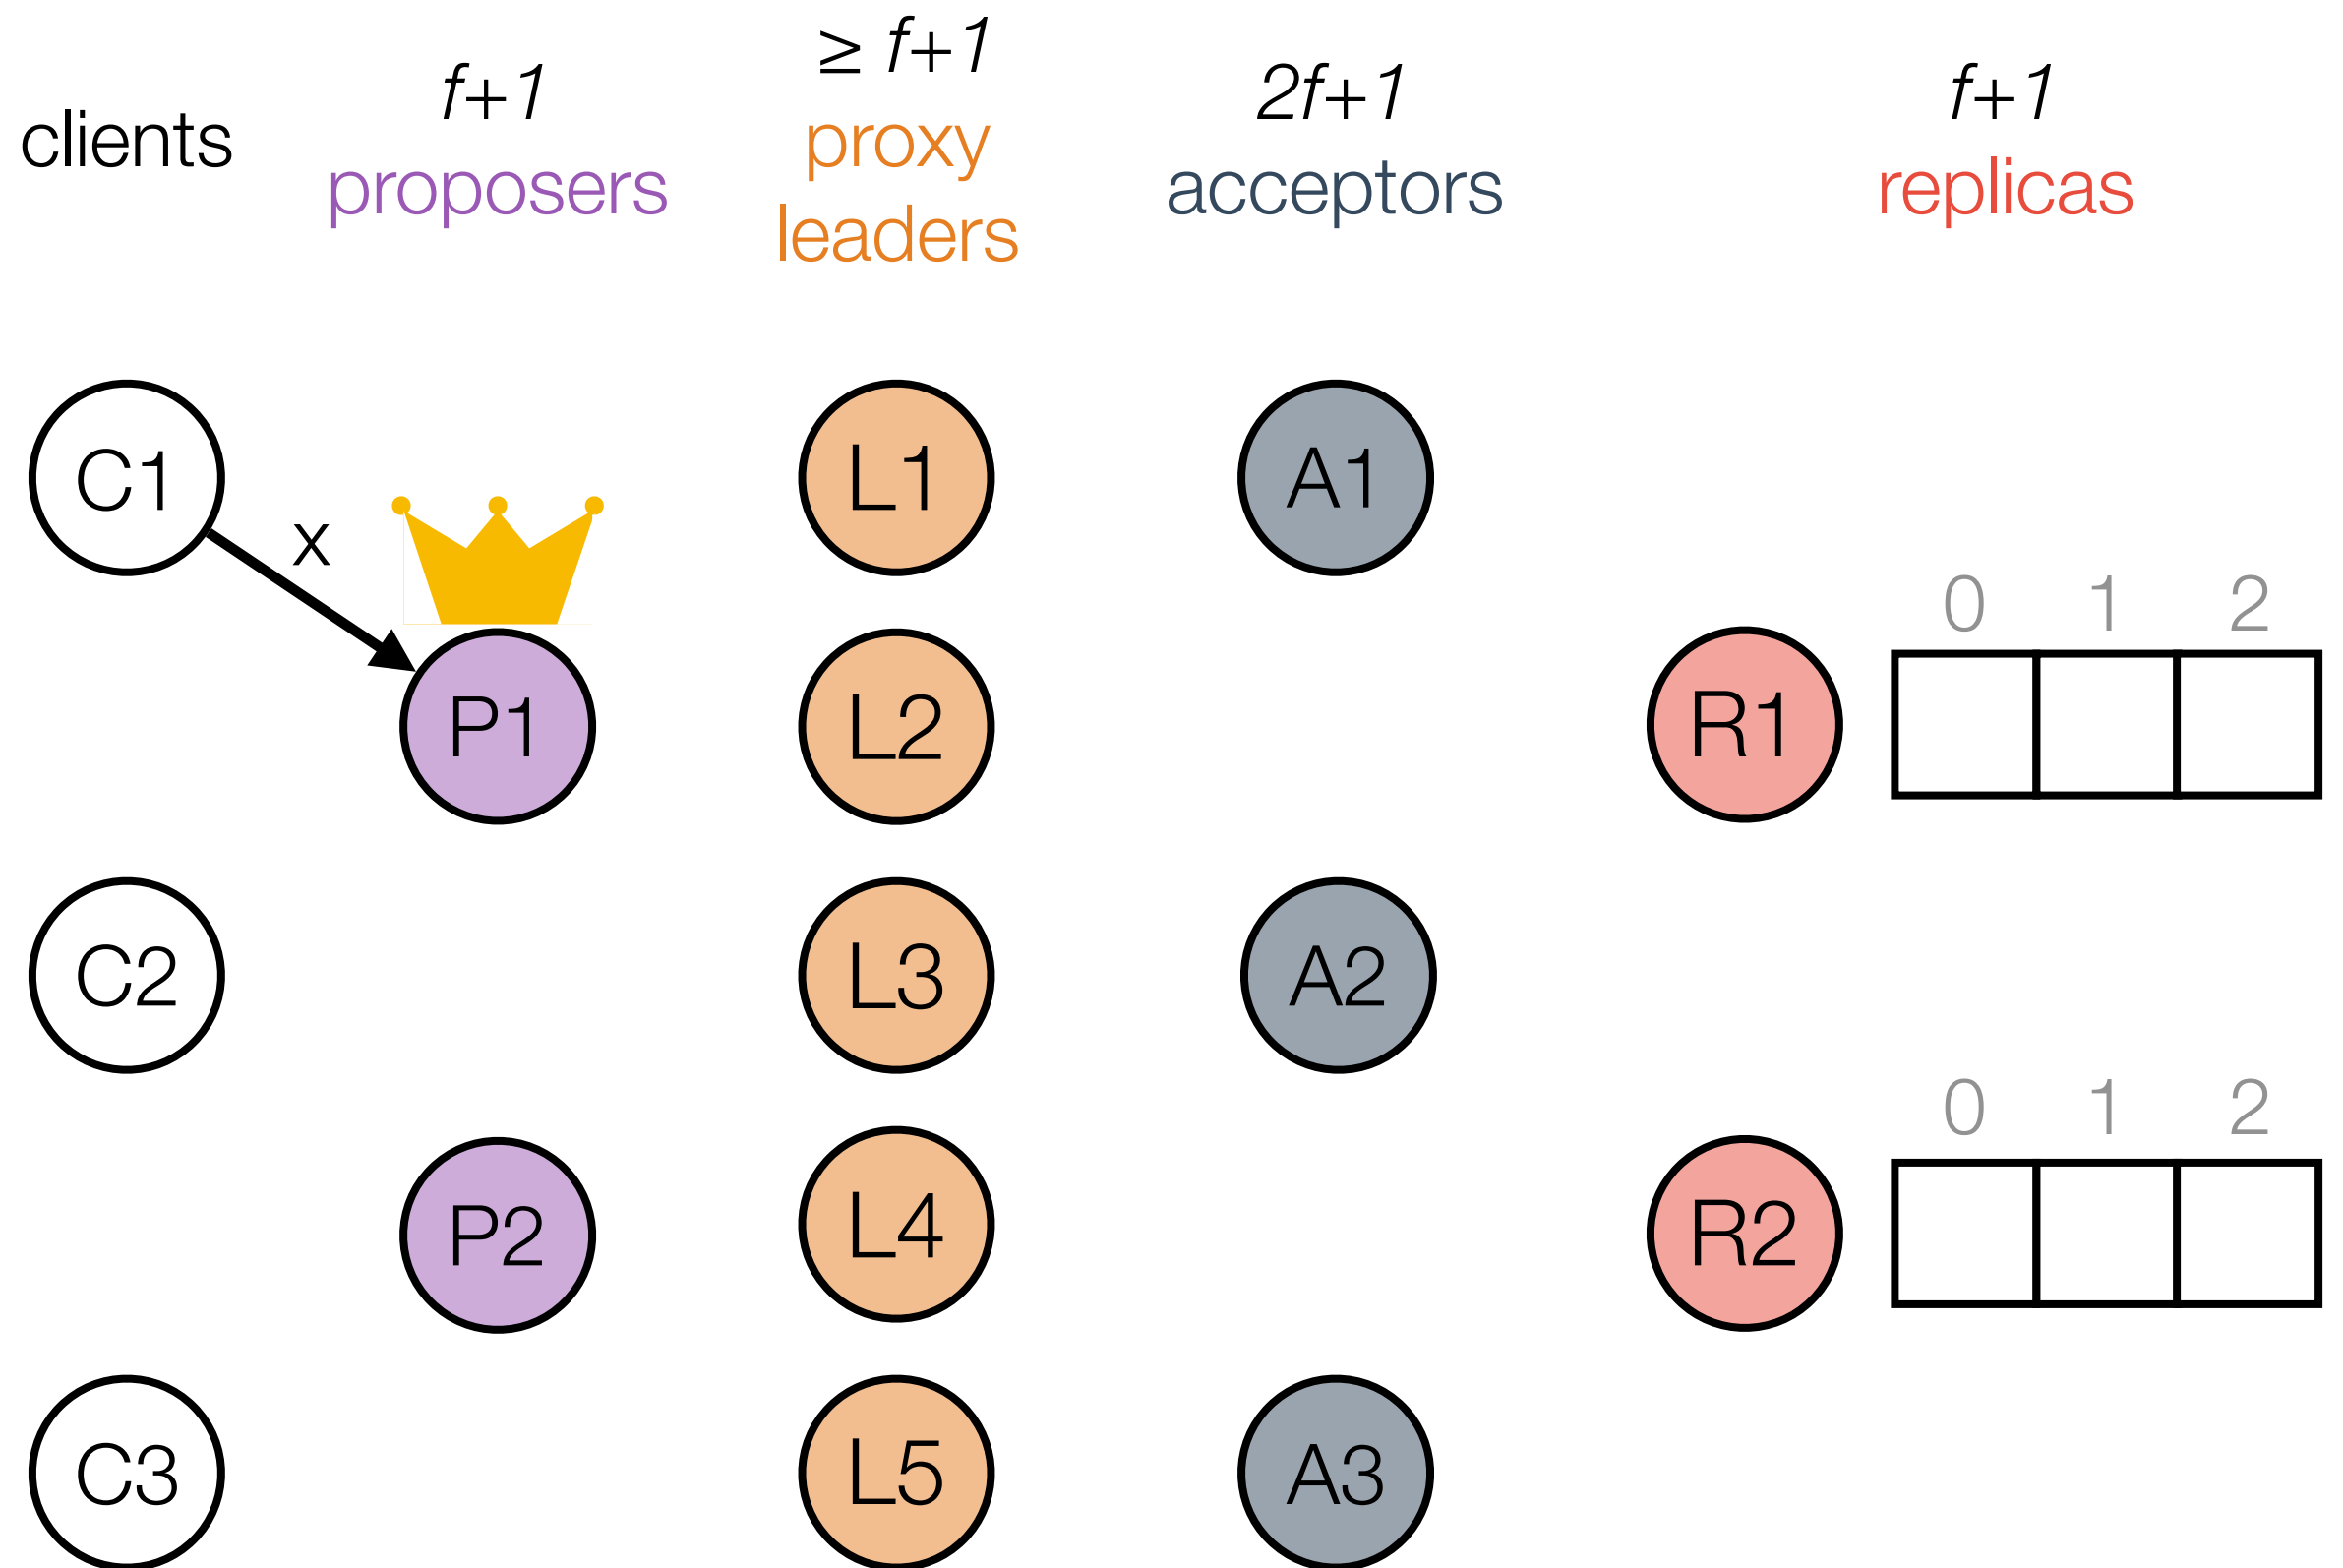 clients
f+1
proposers
≥ f+1
proxy
leaders
2f+1
acceptors
f+1
replicas
C1
x
L1
A1
P1
L2
R1
0 1 2
C2
L3
A2
P2
L4
R2
0 1 2
C3
L5
A3